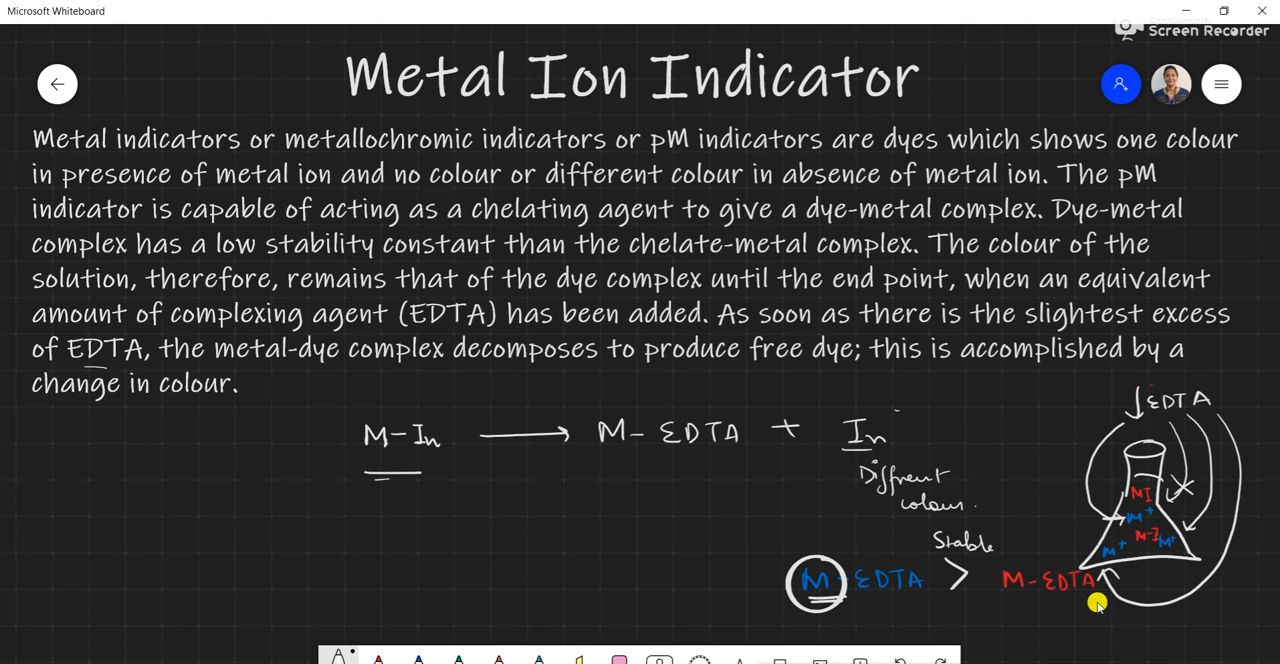 Microsoft Whiteboard
Screen Recorder
Metal Ion Indicator
Metal indicators or metallochromic indicators or pM indicators are dyes which shows one colour
in presence of metal ion and no colour or different colour in absence of metal ion. The pM
indicator is capable of acting as a chelating agent to give a dye-metal complex. Dye-metal
complex has a low stability constant than the chelate-metal complex. The colour of the
solution, therefore, remains that of the dye complex until the end point, when an equivalent
amount of complexing agent (EDTA) has been added. As soon as there is the slightest excess
of EDTA, the metal-dye complex decomposes to produce free dye; this is accomplished by a
change in colour.
↓EDTA
M-In ⟶ M-EDTA + In
Diffrent
colour.
MI
M+
M-I
M+ M+
Stable
M-EDTA > M-EDTA